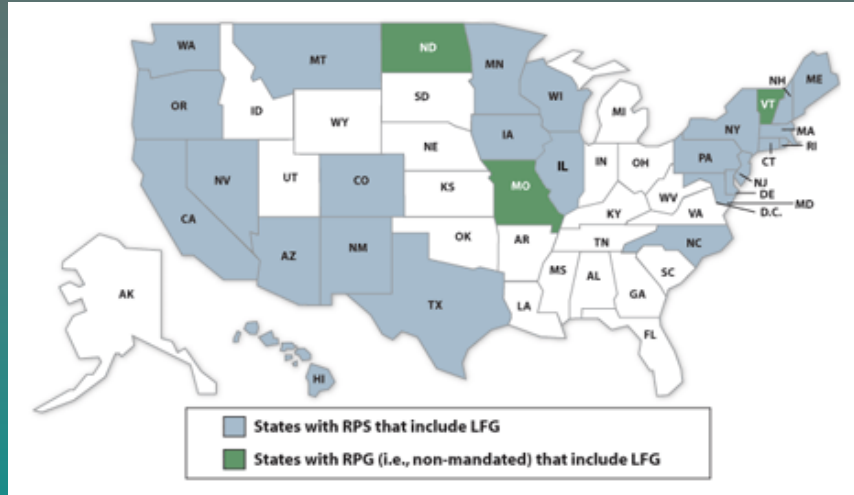 WA
MT
ND
MN
ME
NH
VT
OR
ID
SD
WI
MI
NY
MA
WY
RI
IA
PA
CT
NE
NV
IL
IN
OH
NJ
UT
CO
MO
DE
KS
WV
MD
CA
VA
D.C.
KY
NC
TN
OK
AR
AZ
NM
SC
MS
AL
GA
AK
TX
LA
FL
HI
States with RPS that include LFG
States with RPG (i.e., non-mandated) that include LFG